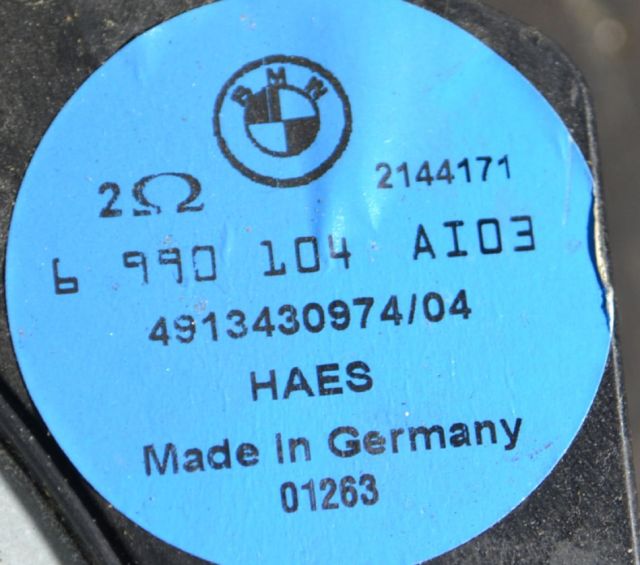 BMW
2Ω 2144171
6 990 104 AI03
4913430974/04
HAES
Made In Germany
01263